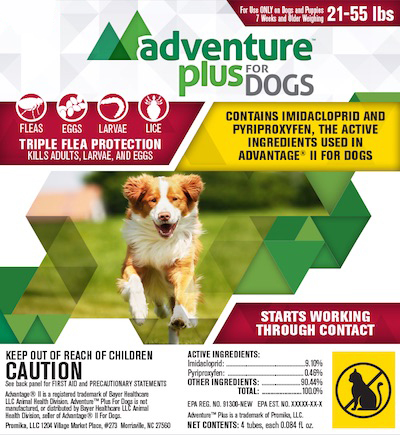 For Use ONLY on Dogs and Puppies
7 Weeks and Older Weighing 21-55 lbs
adventure™
plus FOR
DOGS
FLEAS EGGS LARVAE LICE
TRIPLE FLEA PROTECTION
KILLS ADULTS, LARVAE, AND EGGS
CONTAINS IMIDACLOPRID AND
PYRIPROXYFEN, THE ACTIVE
INGREDIENTS USED IN
ADVANTAGE® II FOR DOGS
STARTS WORKING
THROUGH CONTACT
KEEP OUT OF REACH OF CHILDREN
CAUTION
See back panel for FIRST AID and PRECAUTIONARY STATEMENTS
Advantage® II is a registered trademark of Bayer Healthcare
LLC Animal Health Division. Adventure™ Plus For Dogs is not
manufactured, or distributed by Bayer Healthcare LLC Animal
Health Division, seller of Advantage® II For Dogs.
Promika, LLC 1204 Village Market Place, #273 Morrisville, NC 27560
ACTIVE INGREDIENTS:
Imidacloprid: 9.10%
Pyriproxyfen: 0.46%
OTHER INGREDIENTS: 90.44%
TOTAL: 100.0%
EPA REG. NO. 91300-NEW EPA EST. NO. XXXXX-XX-X
Adventure™ Plus is a trademark of Promika, LLC.
NET CONTENTS: 4 tubes, each 0.084 fl. oz.